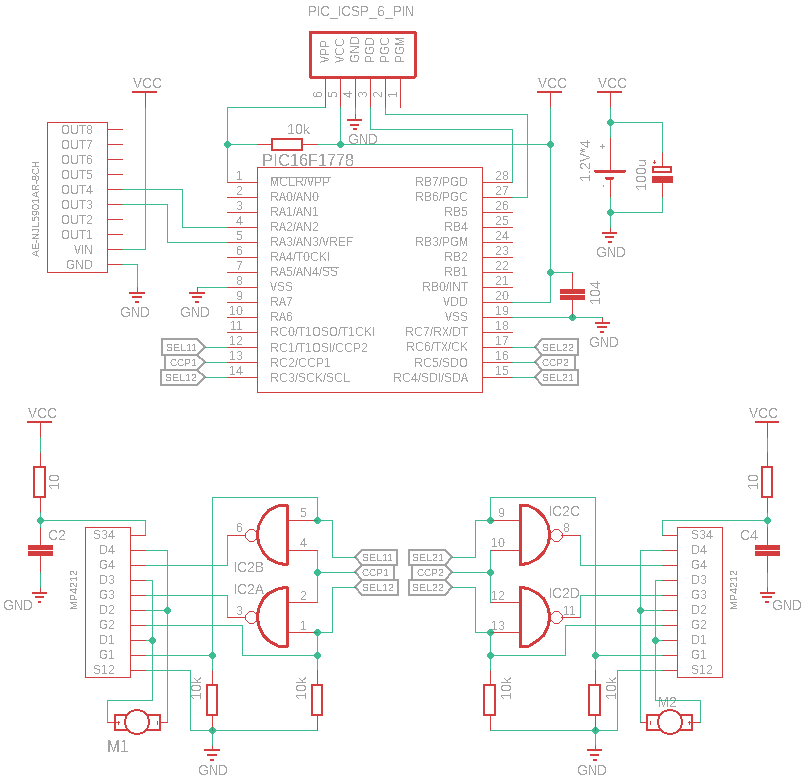 PIC_ICSP_6_PIN
VPP
VCC
GND
PGD
PGC
PGM
6
5
4
3
2
1
VCC
VCC
VCC
GND
10k
PIC16F1778
AE-NJL5901AR-8CH
OUT8
OUT7
OUT6
OUT5
OUT4
OUT3
OUT2
OUT1
VIN
GND
GND
GND
1 MCLR/VPP
2 RA0/AN0
3 RA1/AN1
4 RA2/AN2
5 RA3/AN3/VREF
6 RA4/T0CKI
7 RA5/AN4/SS
8 VSS
9 RA7
10 RA6
11 RC0/T1OSO/T1CKI
12 RC1/T1OSI/CCP2
13 RC2/CCP1
14 RC3/SCK/SCL
RB7/PGD 28
RB6/PGC 27
RB5 26
RB4 25
RB3/PGM 24
RB2 23
RB1 22
RB0/INT 21
VDD 20
VSS 19
RC7/RX/DT 18
RC6/TX/CK 17
RC5/SDO 16
RC4/SDI/SDA 15
SEL11
CCP1
SEL12
SEL22
CCP2
SEL21
1.2V*4
+
-
100u
+
GND
104
GND
VCC
10
C2
GND
MP4212
S34
D4
G4
D3
G3
D2
G2
D1
G1
S12
6
5
4
IC2B
IC2A
3
2
1
SEL11
CCP1
SEL12
10k
10k
GND
M1
+
-
VCC
10
C4
GND
MP4212
S34
D4
G4
D3
G3
D2
G2
D1
G1
S12
9
10
8
IC2C
IC2D
12
13
11
SEL21
CCP2
SEL22
10k
10k
GND
M2
-
+